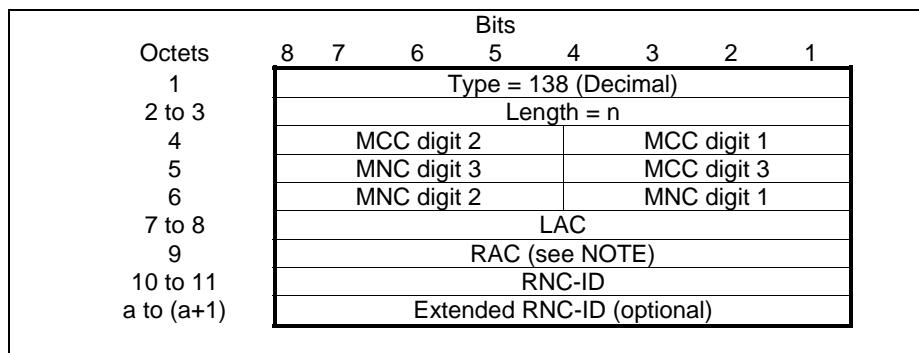 Bits
Octets 8 7 6 5 4 3 2 1
1 Type = 138 (Decimal)
2 to 3 Length = n
4 MCC digit 2 MCC digit 1
5 MNC digit 3 MCC digit 3
6 MNC digit 2 MNC digit 1
7 to 8 LAC
9 RAC (see NOTE)
10 to 11 RNC-ID
a to (a+1) Extended RNC-ID (optional)